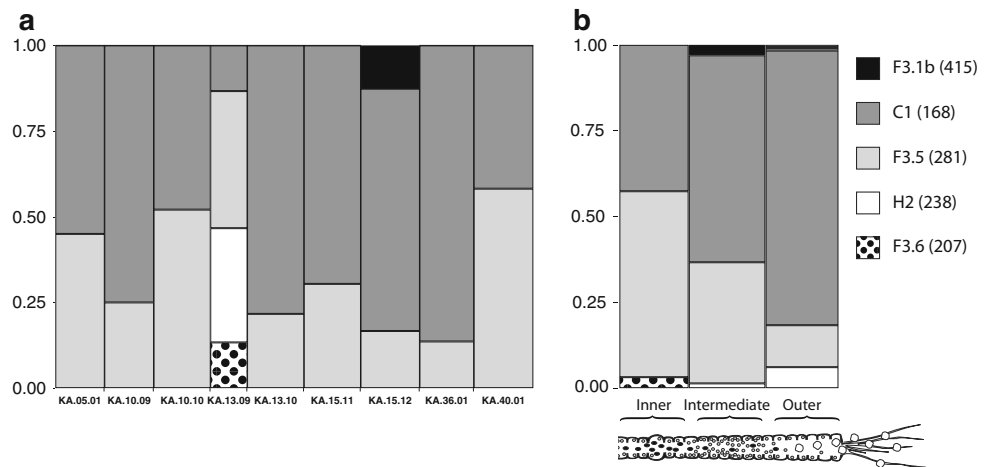 a
1.00
0.75
0.50
0.25
0.00
KA.05.01 KA.10.09 KA.10.10 KA.13.09 KA.13.10 KA.15.11 KA.15.12 KA.36.01 KA.40.01
b
1.00
0.75
0.50
0.25
0.00
Inner Intermediate Outer
F3.1b (415)
C1 (168)
F3.5 (281)
H2 (238)
F3.6 (207)